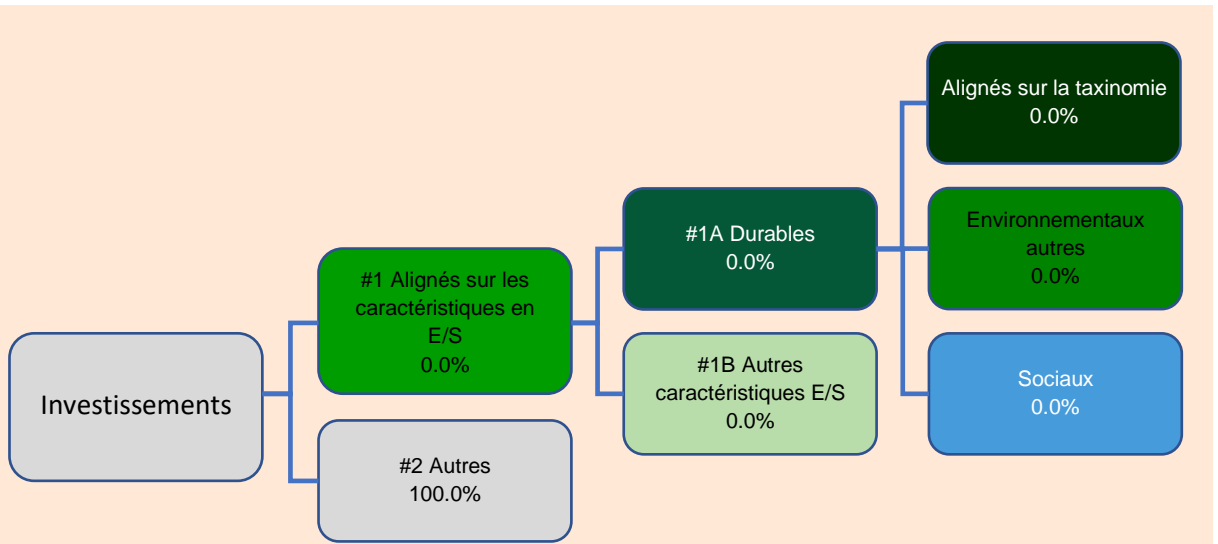 Investissements
#1 Alignés sur les
caractéristiques en
E/S
0.0%
#2 Autres
100.0%
#1A Durables
0.0%
#1B Autres
caractéristiques E/S
0.0%
Alignés sur la taxinomie
0.0%
Environnementaux
autres
0.0%
Sociaux
0.0%